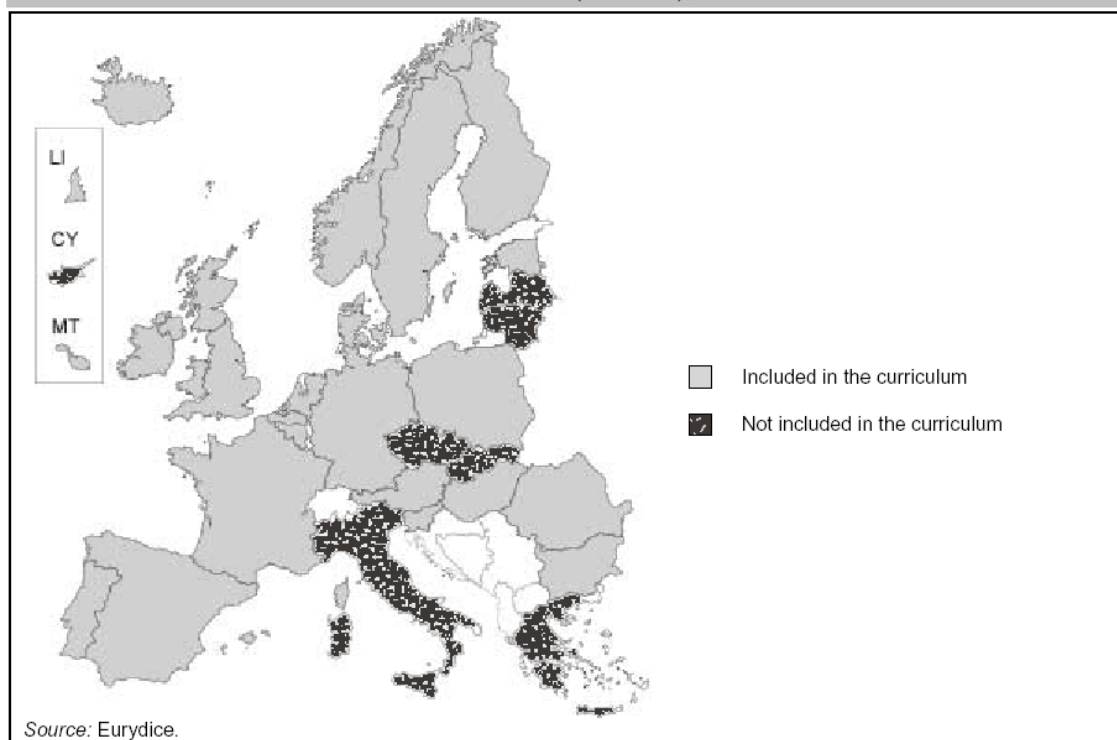 LI
CY
MT
Included in the curriculum
Not included in the curriculum
Source: Eurydice.